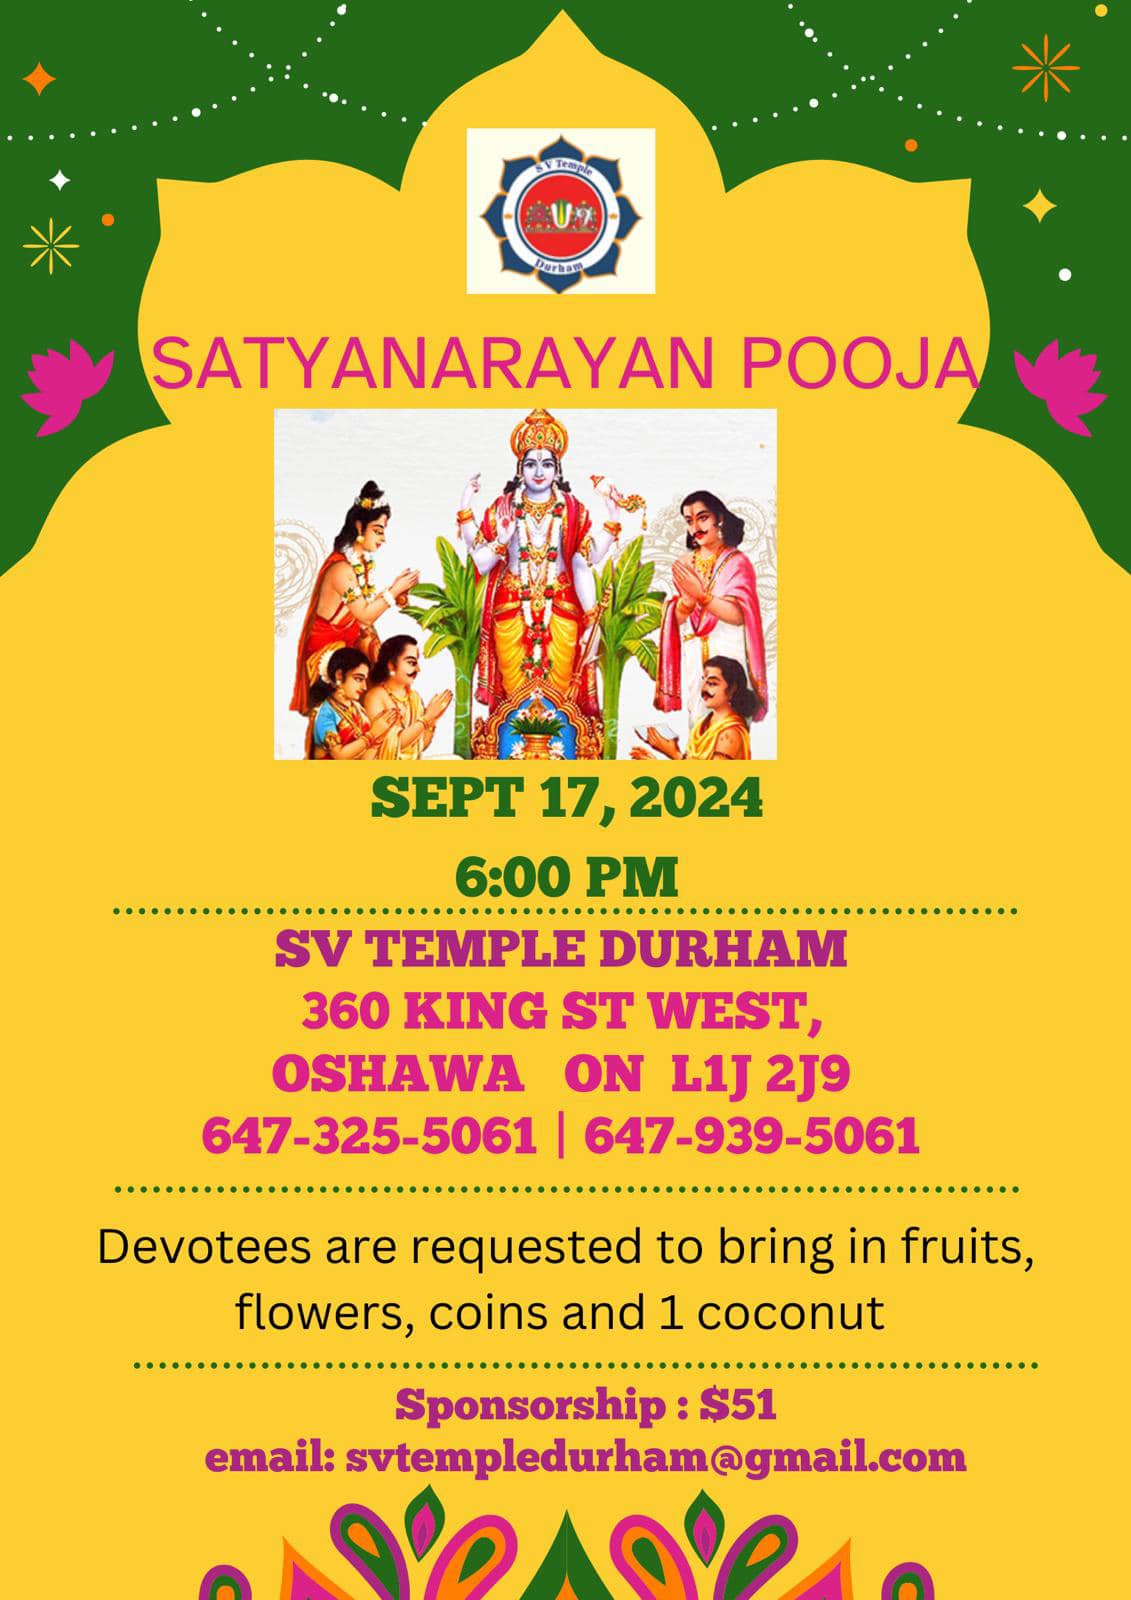 S V Temple
Durham
SATYANARAYAN POOJA
SEPT 17, 2024
6:00 PM
SV TEMPLE DURHAM
360 KING ST WEST,
OSHAWA ON L1J 2J9
647-325-5061 | 647-939-5061
Devotees are requested to bring in fruits,
flowers, coins and 1 coconut
Sponsorship : $51
email: svtempledurham@gmail.com